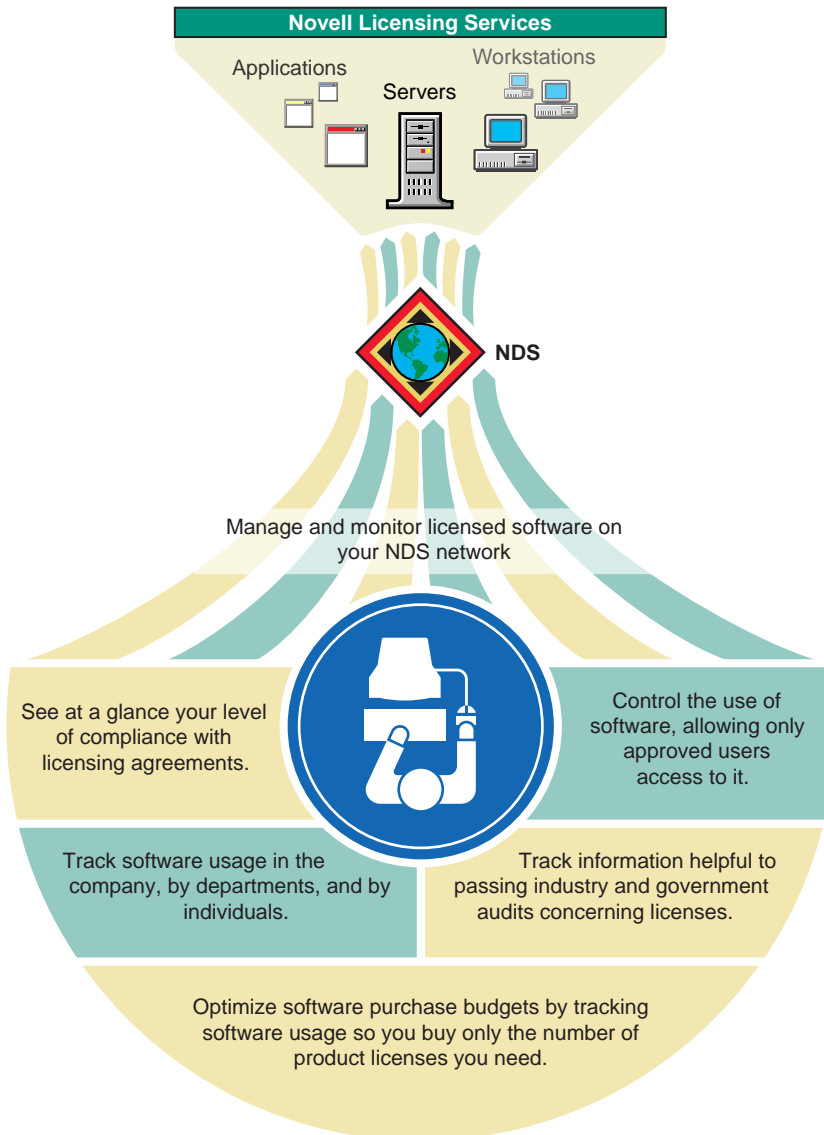 Novell Licensing Services
Applications
Servers
Workstations
NDS
Manage and monitor licensed software on
your NDS network
See at a glance your level
of compliance with
licensing agreements.
Control the use of
software, allowing only
approved users
access to it.
Track software usage in the
company, by departments, and by
individuals.
Track information helpful to
passing industry and government
audits concerning licenses.
Optimize software purchase budgets by tracking
software usage so you buy only the number of
product licenses you need.